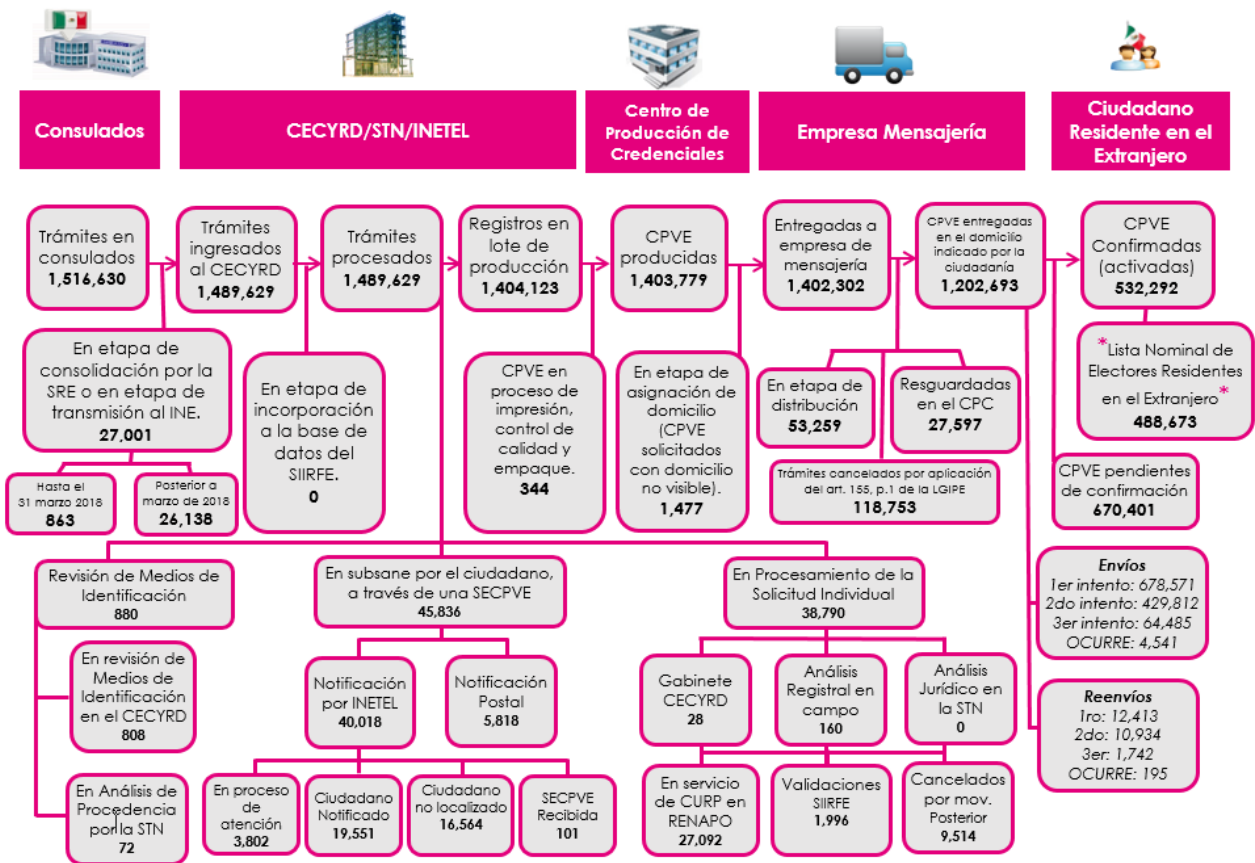 Consulados
CECYRD/STN/INETEL
Centro de
Producción de
Credenciales
Empresa Mensajería
Ciudadano
Residente en el
Extranjero
Trámites en
consulados
1,516,630
Trámites
ingresados
al CECYRD
1,489,629
Trámites
procesados
1,489,629
Registros en
lote de
producción
1,404,123
CPVE
producidas
1,403,779
Entregadas a
empresa de
mensajería
1,402,302
CPVE entregadas
en el domicilio
indicado por la
ciudadanía
1,202,693
CPVE
Confirmadas
(activadas)
532,292
En etapa de
consolidación por la
SRE o en etapa de
transmisión al INE.
27,001
Hasta el
31 marzo 2018
863
Posterior a
marzo de 2018
26,138
En etapa de
incorporación
a la base de
datos del
SIIRFE.
0
CPVE en
proceso de
impresión,
control de
calidad y
empaque.
344
En etapa de
asignación de
domicilio
(CPVE
solicitados
con domicilio
no visible).
1,477
En etapa de
distribución
53,259
Resguardadas
en el CPC
27,597
Trámites cancelados por aplicación
del art. 155, p.1 de la LGIPE
118,753
*Lista Nominal de
Electores Residentes
en el Extranjero*
488,673
CPVE pendientes
de confirmación
670,401
Revisión de Medios de
Identificación
880
En revisión de
Medios de
Identificación
en el CECYRD
808
En Análisis de
Procedencia
por la STN
72
En subsane por el ciudadano,
a través de una SECPVE
45,836
Notificación
por INETEL
40,018
Notificación
Postal
5,818
En proceso
de
atención
3,802
Ciudadano
Notificado
19,551
Ciudadano
no localizado
16,564
SECPVE
Recibida
101
En Procesamiento de la
Solicitud Individual
38,790
Gabinete
CECYRD
28
Análisis
Registral en
campo
160
Análisis
Jurídico en
la STN
0
En servicio
de CURP en
RENAPO
27,092
Validaciones
SIIRFE
1,996
Cancelados
por mov.
Posterior
9,514
Envíos
1er intento: 678,571
2do intento: 429,812
3er intento: 64,485
OCURRE: 4,541
Reenvíos
1ro: 12,413
2do: 10,934
3er: 1,742
OCURRE: 195